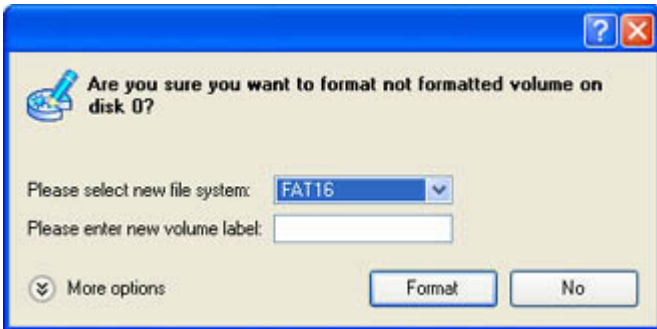 Are you sure you want to format not formatted volume on
disk 0?
Please select new file system: FAT16
Please enter new volume label:
More options Format No